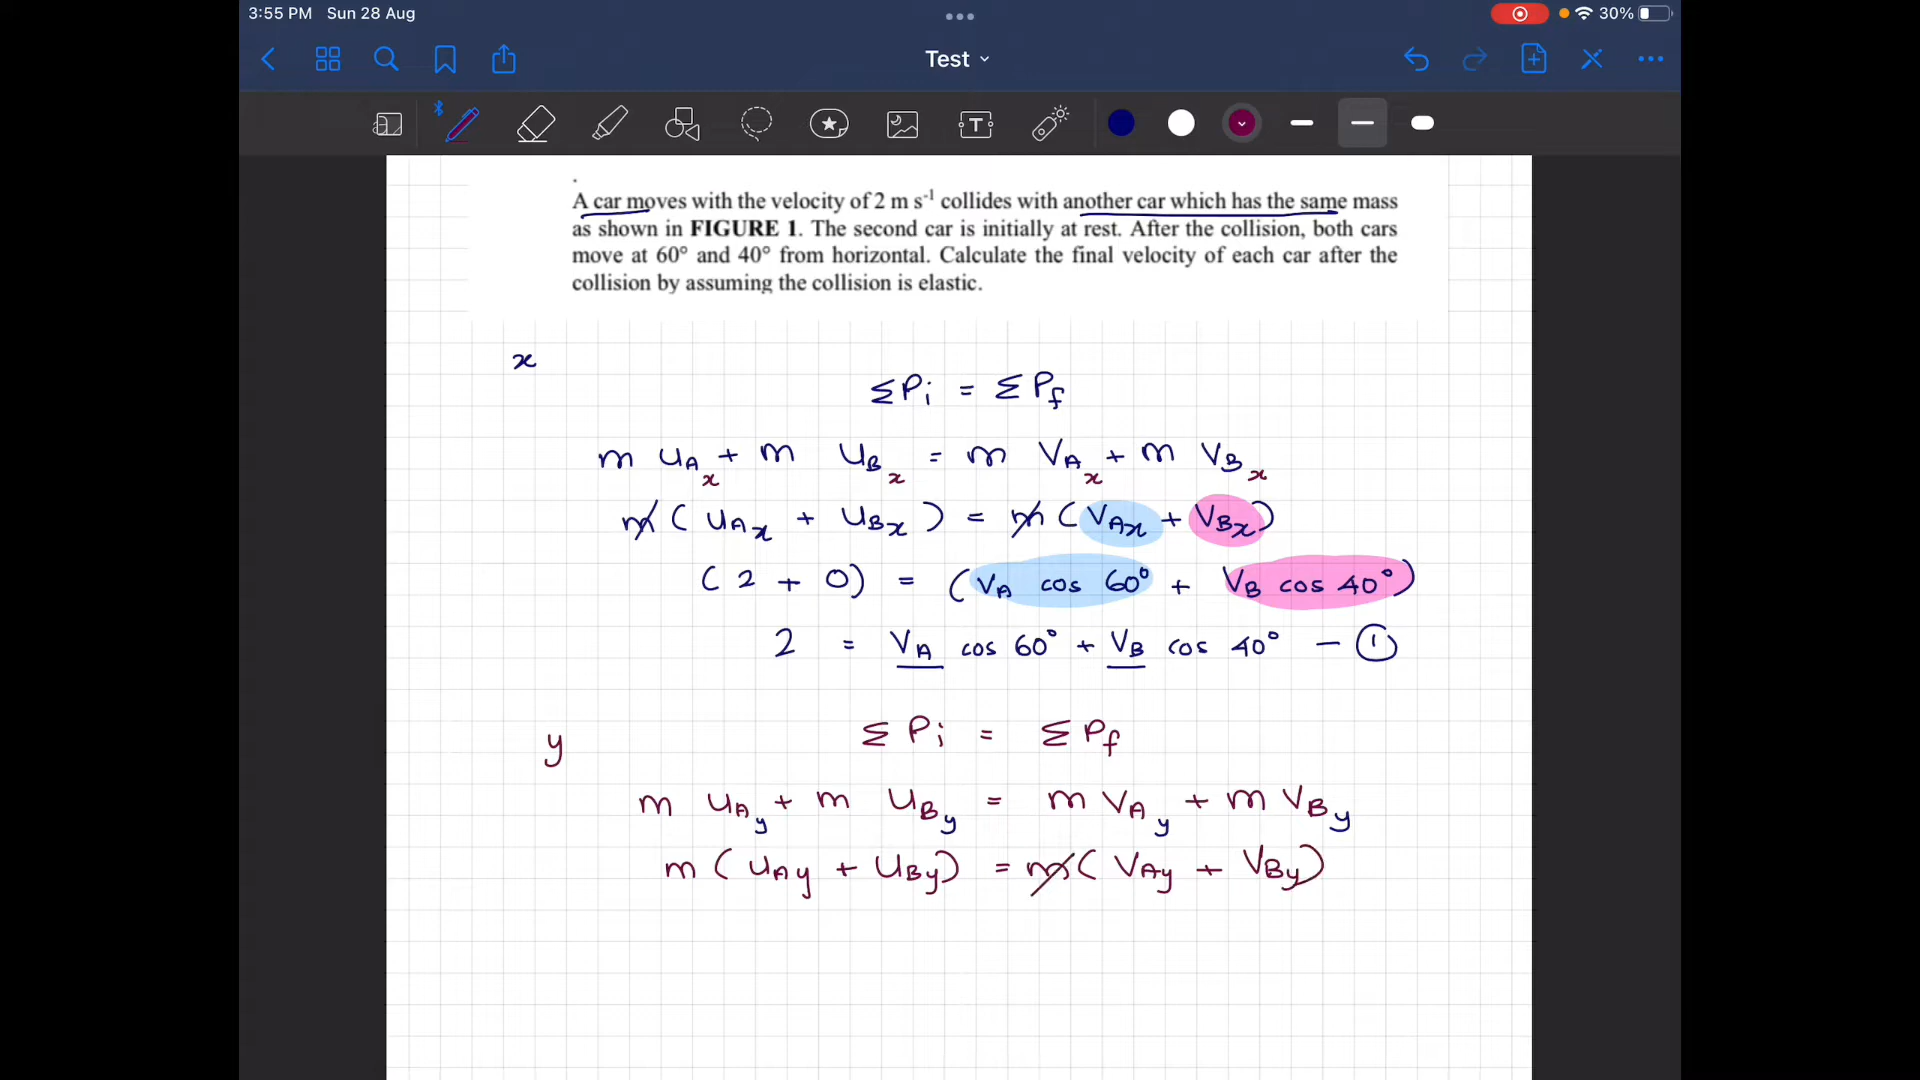 3:55 PM Sun 28 Aug
30%
Test
T
A car moves with the velocity of 2 m s⁻¹ collides with another car which has the same mass
as shown in FIGURE 1. The second car is initially at rest. After the collision, both cars
move at 60° and 40° from horizontal. Calculate the final velocity of each car after the
collision by assuming the collision is elastic.
x
ΣPi = ΣPf
m uAx + m uBx = m VAx + m VBx
m ( uAx + uBx ) = m ( VAx + VBx )
( 2 + 0 ) = ( VA cos 60° + VB cos 40° )
2 = VA cos 60° + VB cos 40° — ①
y
Σ Pi = Σ Pf
m uAy + m uBy = m VAy + m VBy
m ( uAy + uBy ) = m ( VAy + VBy )